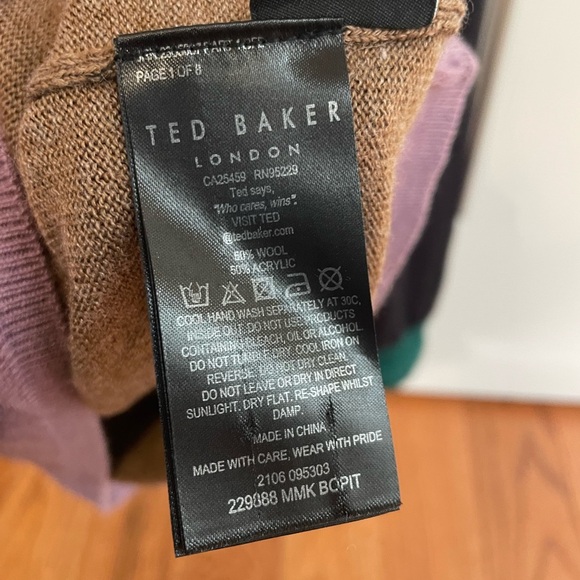 PAGE 1 OF 8
TED BAKER
LONDON
CA25459 RN95229
Ted says,
"Who cares, wins".
VISIT TED
@tedbaker.com
50% WOOL
50% ACRYLIC
COOL HAND WASH SEPARATELY AT 30C,
INSIDE OUT. DO NOT USE PRODUCTS
CONTAINING BLEACH, OIL OR ALCOHOL.
DO NOT TUMBLE DRY. COOL IRON ON
REVERSE. DO NOT DRY CLEAN.
DO NOT LEAVE OR DRY IN DIRECT
SUNLIGHT. DRY FLAT. RE-SHAPE WHILST
DAMP.
MADE IN CHINA
MADE WITH CARE, WEAR WITH PRIDE
2106 095303
229888 MMK BOPIT